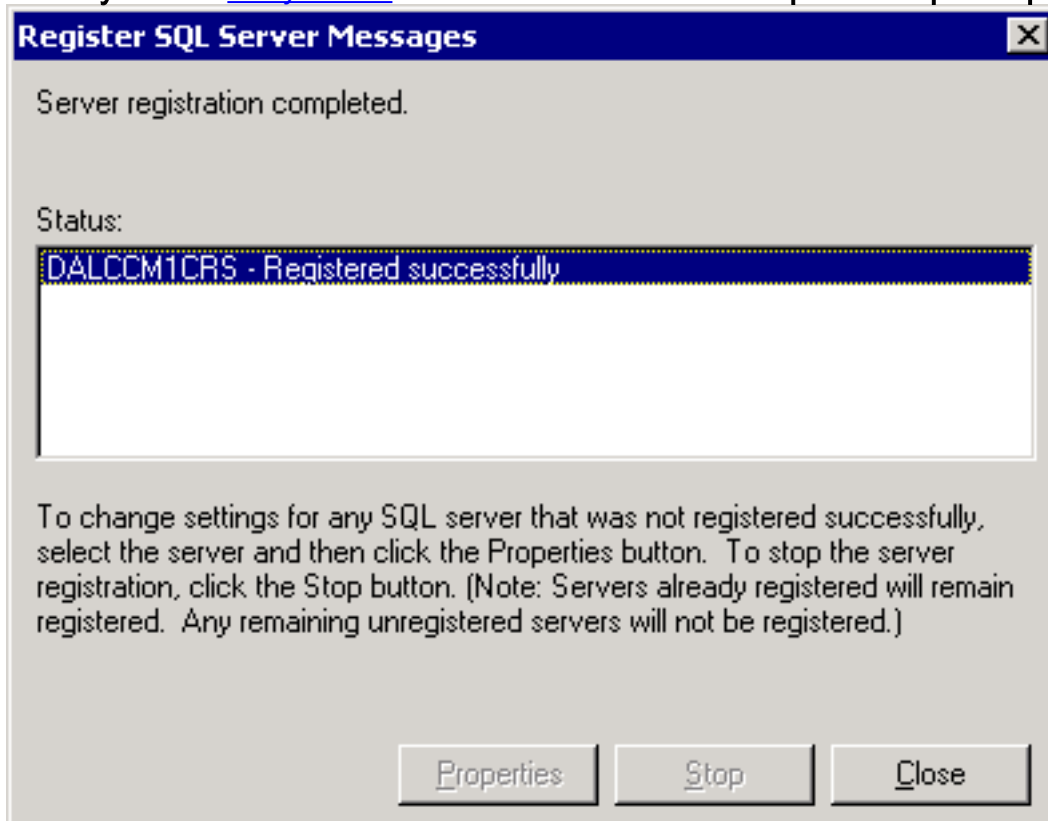 Register SQL Server Messages
Server registration completed.
Status:
DALCCM1CRS - Registered successfully
To change settings for any SQL server that was not registered successfully,
select the server and then click the Properties button.  To stop the server
registration, click the Stop button. (Note: Servers already registered will remain
registered.  Any remaining unregistered servers will not be registered.)
Properties
Stop
Close